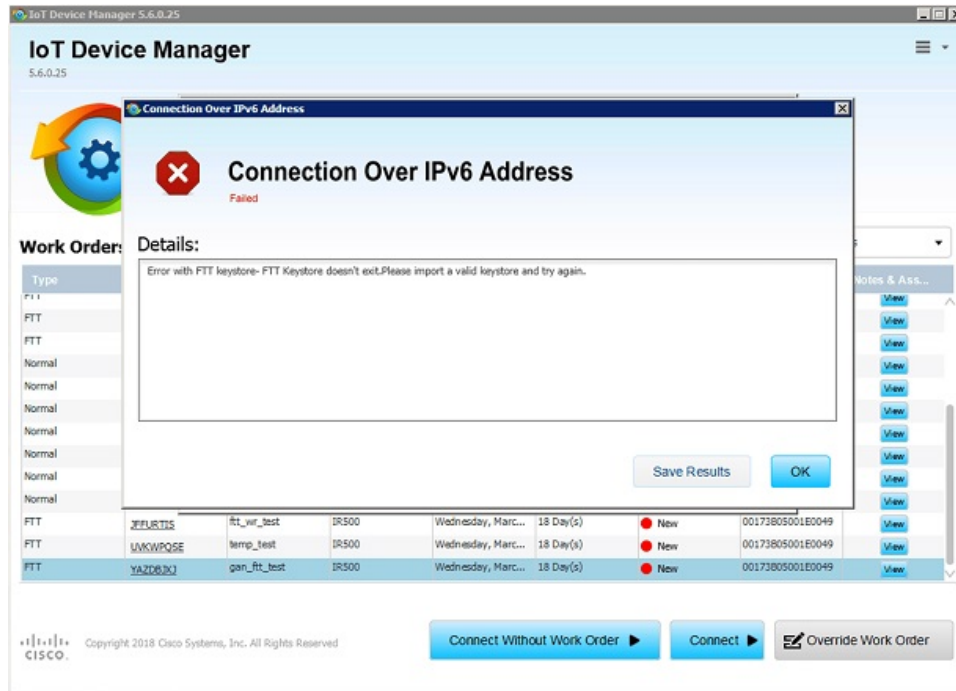 IoT Device Manager 5.6.0.25
IoT Device Manager
5.6.0.25
Connection Over IPv6 Address
Connection Over IPv6 Address
Failed
Work Orders
Details:
Error with FTT keystore- FTT Keystore doesn't exit.Please import a valid keystore and try again.
Type Notes & Ass...
FTT View
FTT View
FTT View
Normal View
Normal View
Normal View
Normal View
Normal View
Normal View
Save Results OK
Normal View
FTT JFFURTIS ftt_wr_test IR500 Wednesday, Marc... 18 Day(s) New 00173B05001E0049 View
FTT UVKWPQSE temp_test IR500 Wednesday, Marc... 18 Day(s) New 00173B05001E0049 View
FTT YAZDBJXJ gan_ftt_test IR500 Wednesday, Marc... 18 Day(s) New 00173B05001E0049 View
CISCO. Copyright 2018 Cisco Systems, Inc. All Rights Reserved
Connect Without Work Order Connect Override Work Order